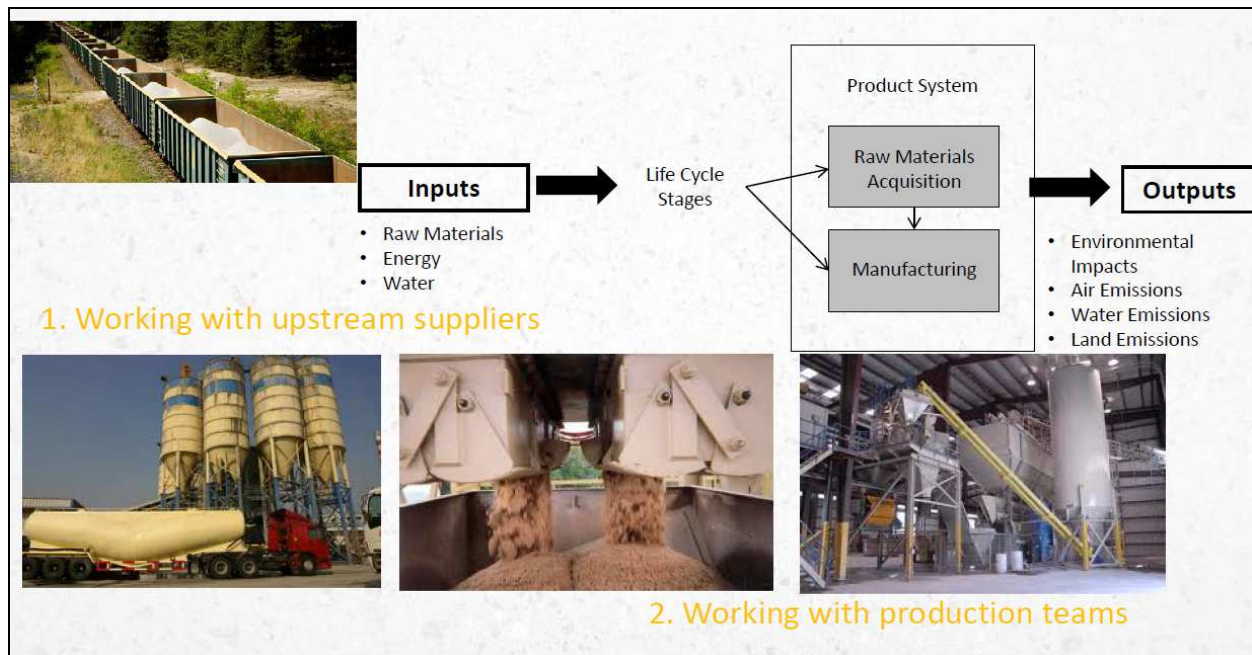 Product System
Raw Materials
Acquisition
Manufacturing
Inputs
• Raw Materials
• Energy
• Water
Life Cycle
Stages
Outputs
• Environmental
Impacts
• Air Emissions
• Water Emissions
• Land Emissions
1. Working with upstream suppliers
2. Working with production teams